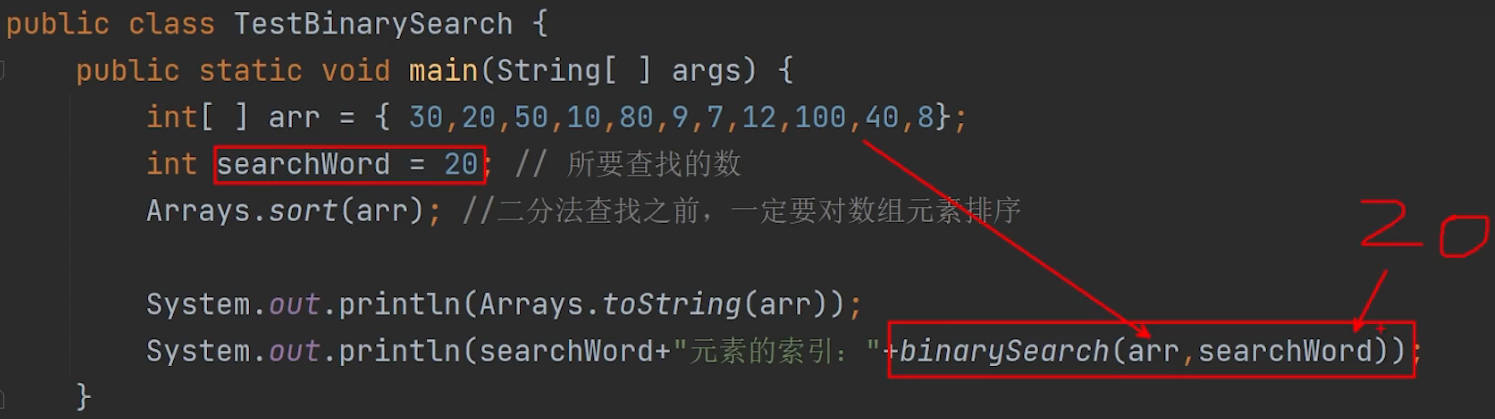 public class TestBinarySearch {
public static void main(String[ ] args) {
int[ ] arr = { 30,20,50,10,80,9,7,12,100,40,8};
int searchWord = 20; // 所要查找的数
Arrays.sort(arr); //二分法查找之前，一定要对数组元素排序
20
System.out.println(Arrays.toString(arr));
System.out.println(searchWord+"元素的索引："+binarySearch(arr,searchWord));
}